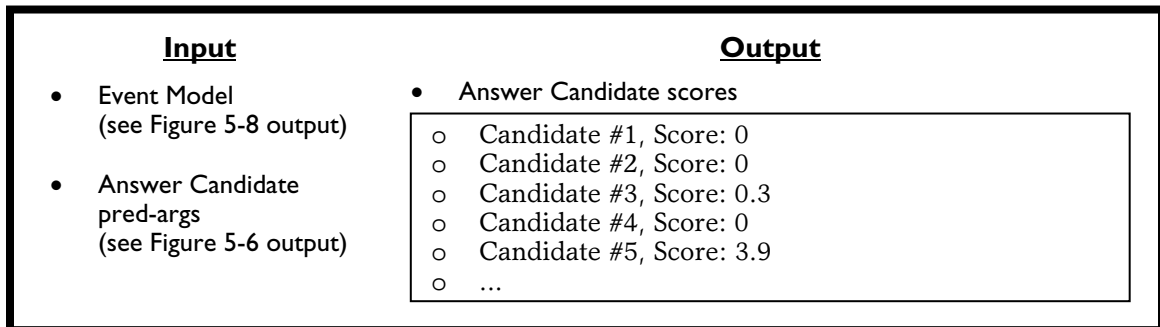 Input
• Event Model
(see Figure 5-8 output)
• Answer Candidate
pred-args
(see Figure 5-6 output)
Output
• Answer Candidate scores
o Candidate #1, Score: 0
o Candidate #2, Score: 0
o Candidate #3, Score: 0.3
o Candidate #4, Score: 0
o Candidate #5, Score: 3.9
o …